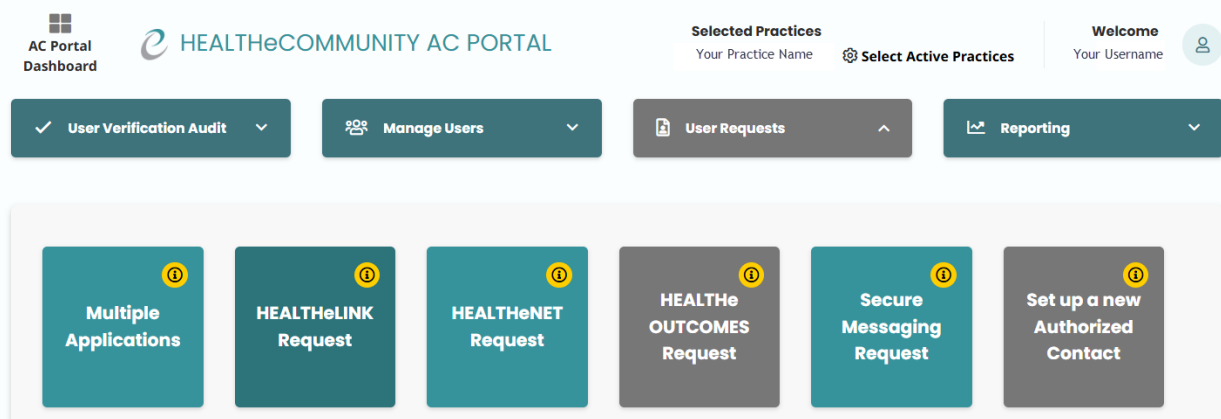 AC Portal
Dashboard
HEALTHeCOMMUNITY AC PORTAL
Selected Practices
Your Practice Name
Select Active Practices
Welcome
Your Username
User Verification Audit
Manage Users
User Requests
Reporting
Multiple
Applications
HEALTHeLINK
Request
HEALTHeNET
Request
HEALTHe
OUTCOMES
Request
Secure
Messaging
Request
Set up a new
Authorized
Contact